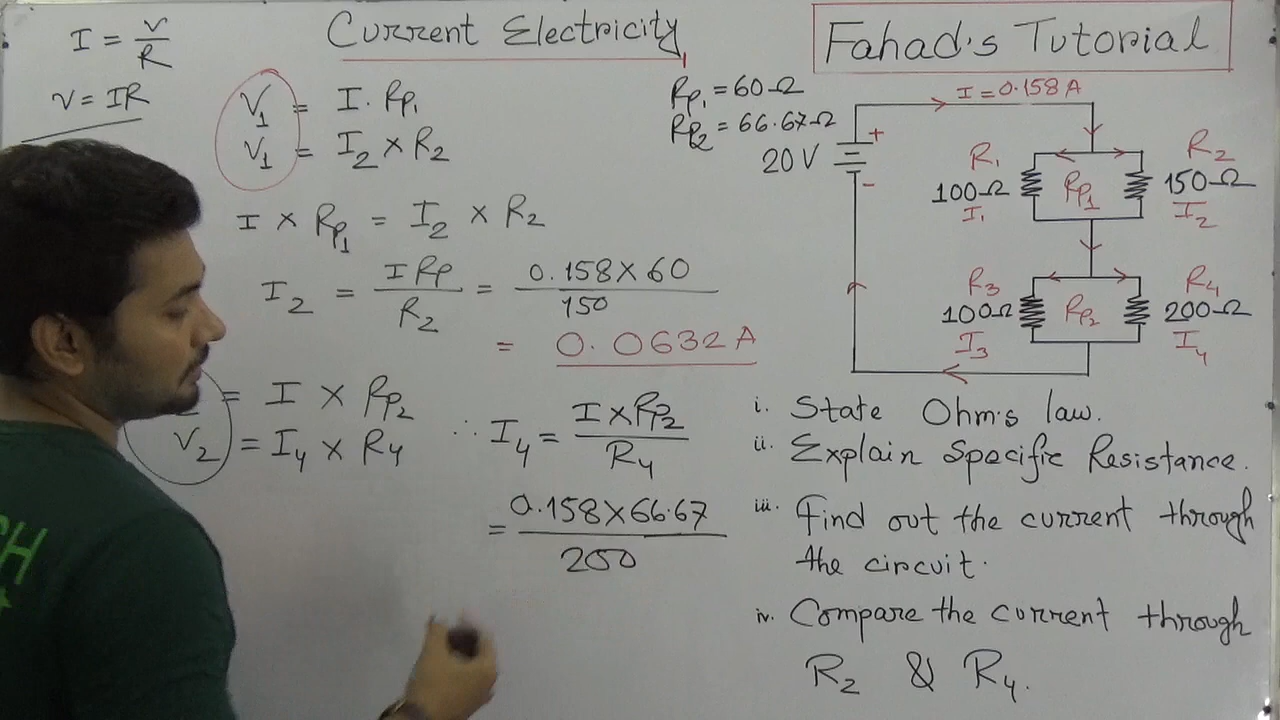 Current Electricity
Fahad's Tutorial
I = V/R
V = IR
V₁ = I . Rp₁
V₁ = I₂ × R₂
I × Rp₁ = I₂ × R₂
I₂ = IRp/R₂ = 0.158×60/150
= 0.0632A
= I × Rp₂
V₂ = I₄ × R₄
∴ I₄ = I×Rp₂/R₄
= 0.158×66.67/200
Rp₁ = 60Ω
Rp₂ = 66.67Ω
20V
+
-
I = 0.158A
R₁
100Ω
I₁
Rp₁
R₂
150Ω
I₂
R₃
100Ω
I₃
Rp₂
R₄
200Ω
I₄
i. State Ohm's law.
ii. Explain Specific Resistance.
iii. Find out the current through
the circuit.
iv. Compare the current through
R₂ & R₄.